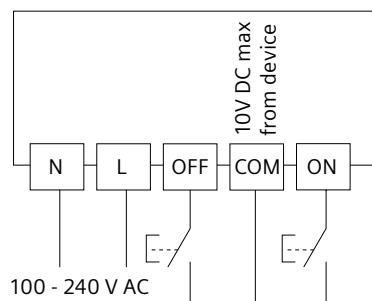 10V DC max
from device
N L OFF COM ON
100 - 240 V AC